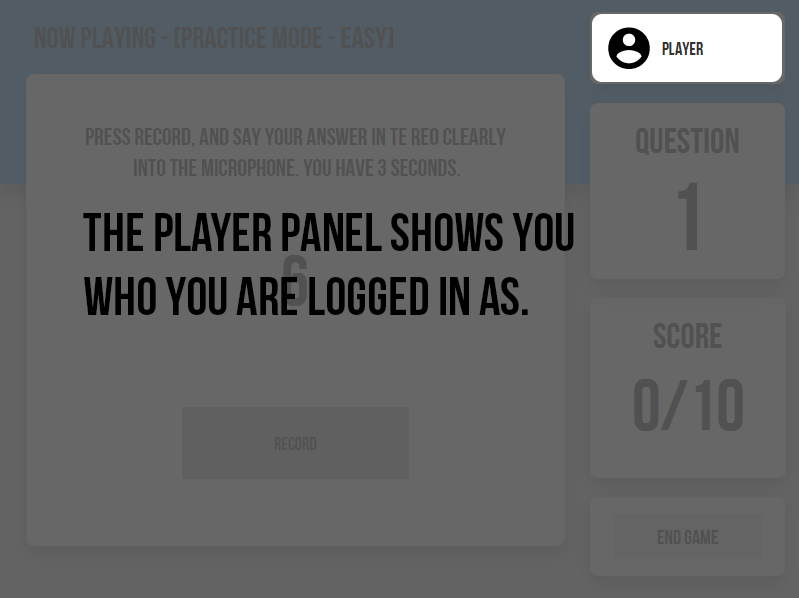 NOW PLAYING - [PRACTICE MODE - EASY]
PLAYER
PRESS RECORD, AND SAY YOUR ANSWER IN TE REO CLEARLY
INTO THE MICROPHONE. YOU HAVE 3 SECONDS.
QUESTION
1
THE PLAYER PANEL SHOWS YOU
WHO YOU ARE LOGGED IN AS.
6
SCORE
0/10
RECORD
END GAME